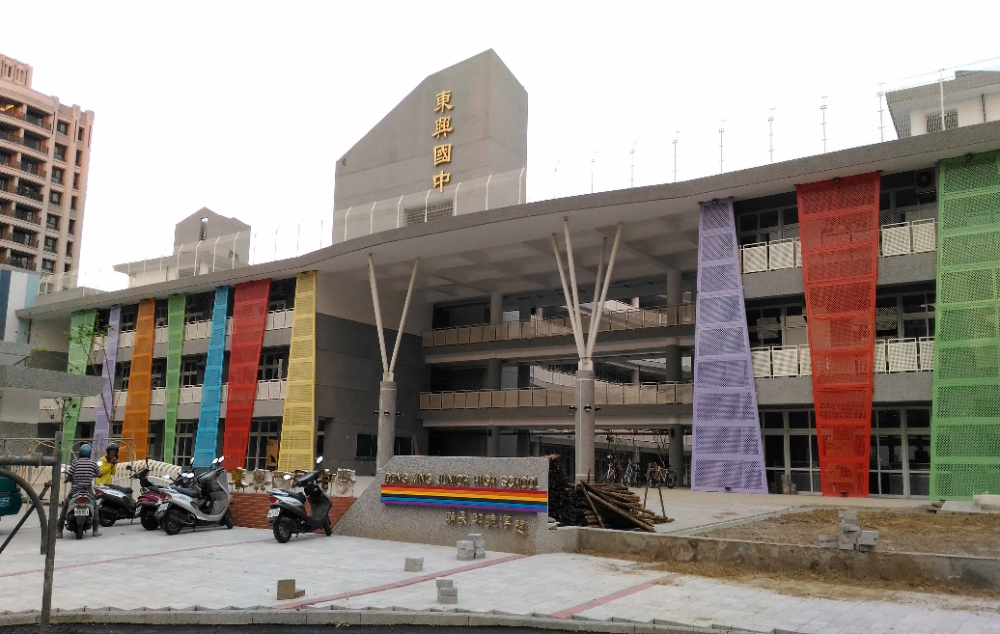 東興國中
DONG XING JUNIOR HIGH SCHOOL